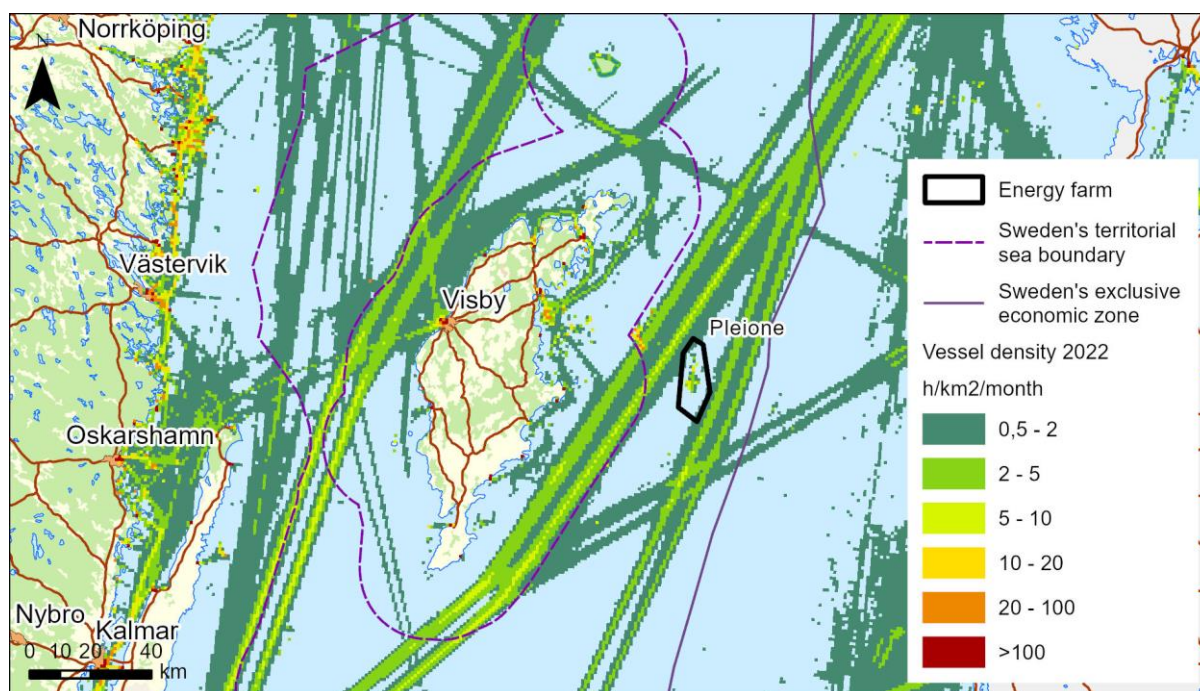 Norrköping
N
Västervik
Visby
Pleione
Oskarshamn
Nybro
Kalmar
0 10 20 40
km
Energy farm
Sweden's territorial
sea boundary
Sweden's exclusive
economic zone
Vessel density 2022
h/km2/month
0,5 - 2
2 - 5
5 - 10
10 - 20
20 - 100
>100